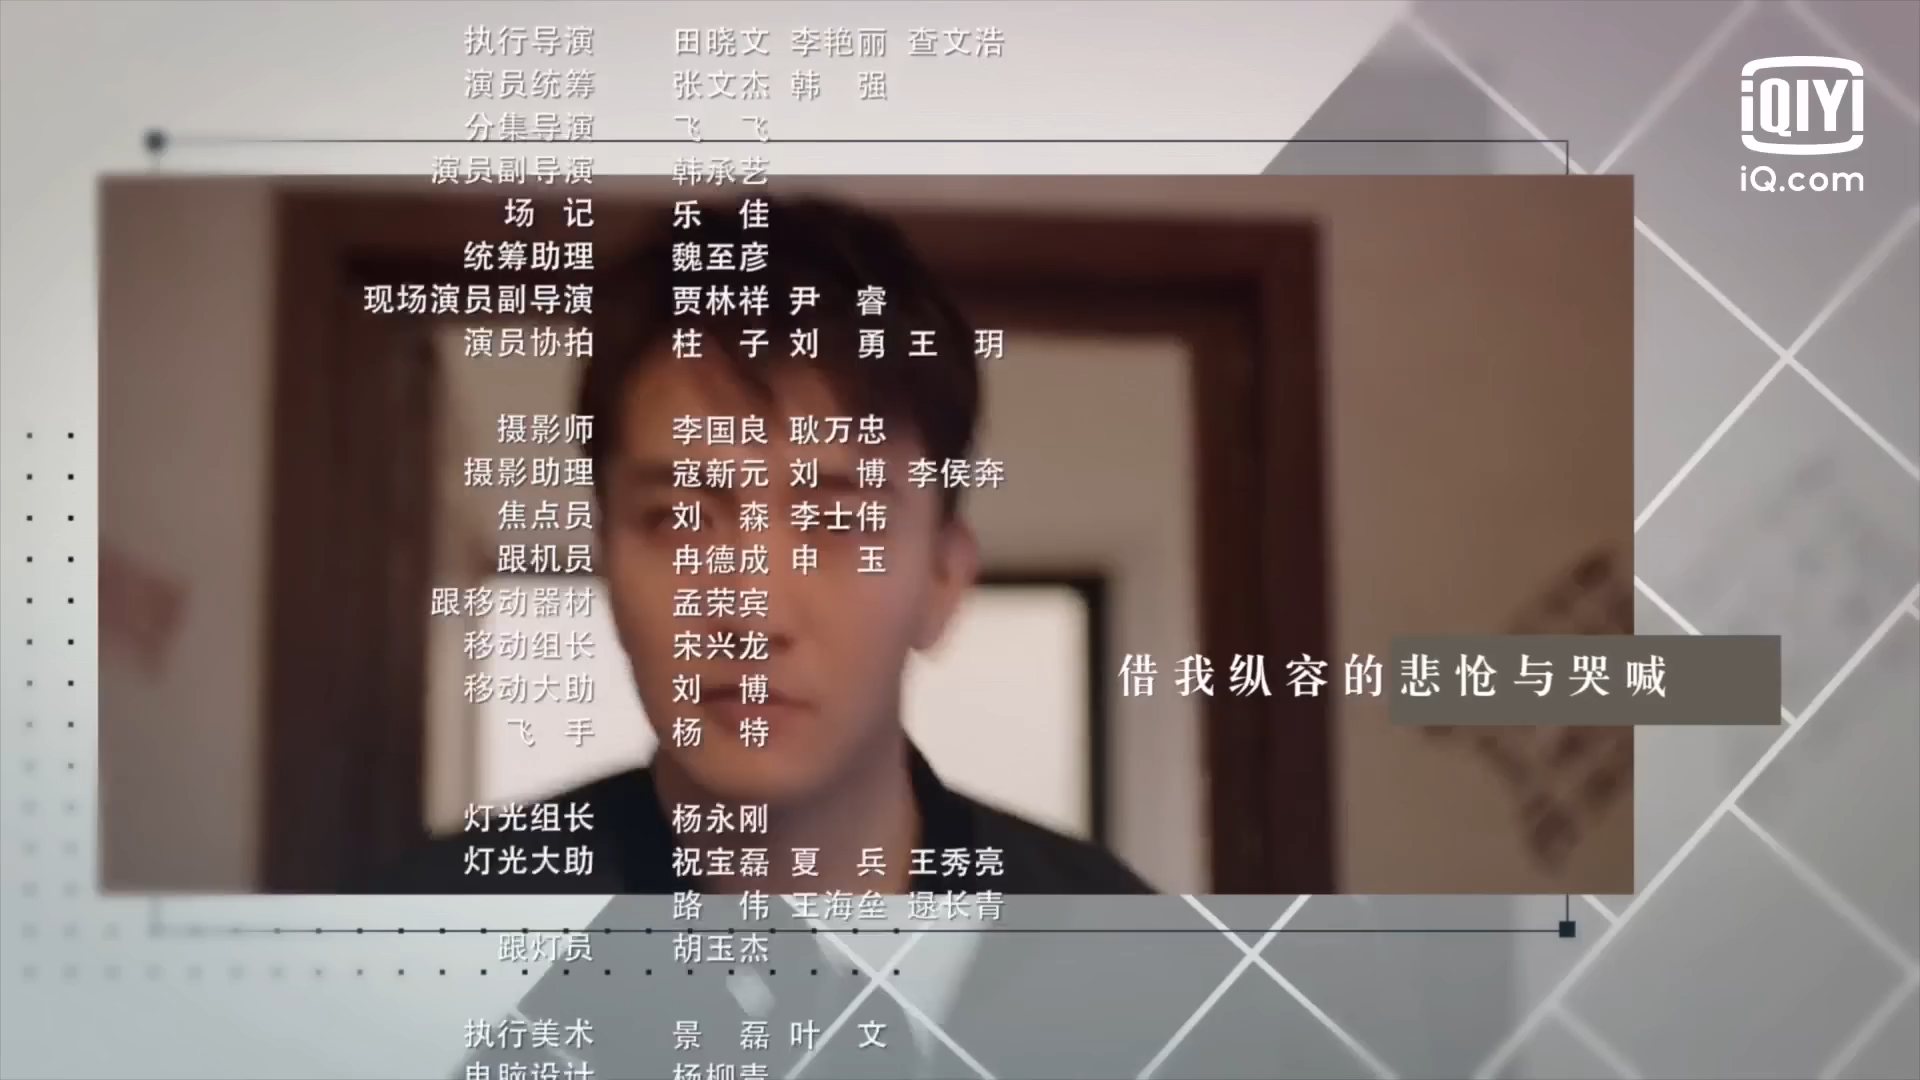 执行导演 田晓文 李艳丽 查文浩
演员统筹 张文杰 韩 强
分集导演 飞 飞
演员副导演 韩承艺
场 记 乐 佳
统筹助理 魏至彦
现场演员副导演 贾林祥 尹 睿
演员协拍 柱 子 刘 勇 王 玥
摄影师 李国良 耿万忠
摄影助理 寇新元 刘 博 李侯奔
焦点员 刘 森 李士伟
跟机员 冉德成 申 玉
跟移动器材 孟荣宾
移动组长 宋兴龙
移动大助 刘 博
飞 手 杨 特
灯光组长 杨永刚
灯光大助 祝宝磊 夏 兵 王秀亮
路 伟 王海垒 逯长青
跟灯员 胡玉杰
执行美术 景 磊 叶 文
电脑设计 杨柳青
借我纵容的悲怆与哭喊
iQIYI
iQ.com